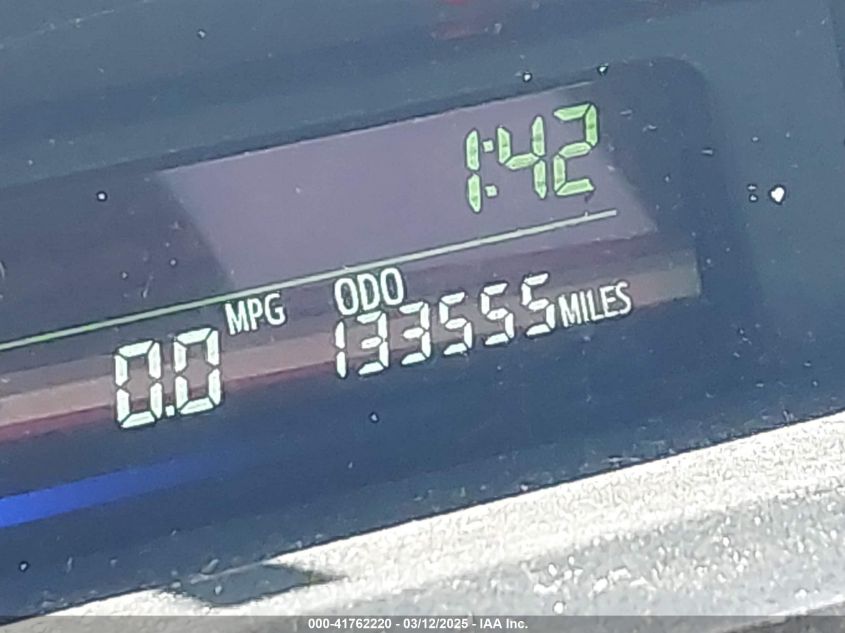 1:42
MPG ODO
0.0 133555 MILES
000-41762220 - 03/12/2025 - IAA Inc.